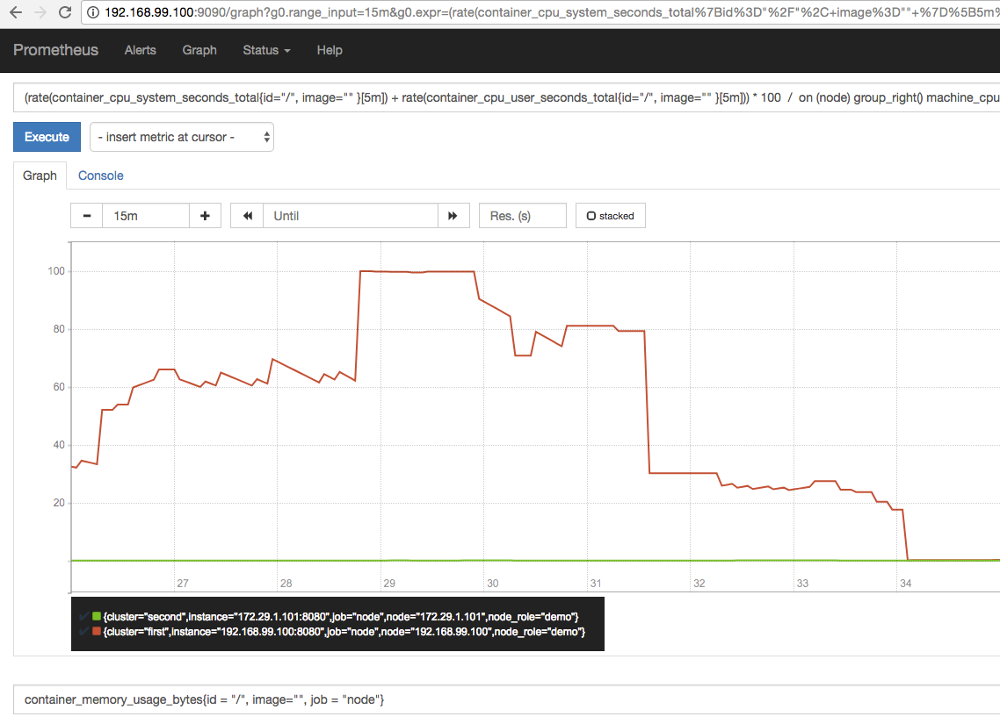 192.168.99.100:9090/graph?g0.range_input=15m&g0.expr=(rate(container_cpu_system_seconds_total%7Bid%3D"%2F"%2C+image%3D""+%7D%5B5m%
Prometheus Alerts Graph Status Help
(rate(container_cpu_system_seconds_total{id="/", image="" }[5m]) + rate(container_cpu_user_seconds_total{id="/", image="" }[5m])) * 100 / on (node) group_right() machine_cpu
Execute - insert metric at cursor -
Graph Console
- 15m + Until Res. (s) stacked
100
80
60
40
20
27 28 29 30 31 32 33 34
{cluster="second",instance="172.29.1.101:8080",job="node",node="172.29.1.101",node_role="demo"}
{cluster="first",instance="192.168.99.100:8080",job="node",node="192.168.99.100",node_role="demo"}
container_memory_usage_bytes{id = "/", image="", job = "node"}